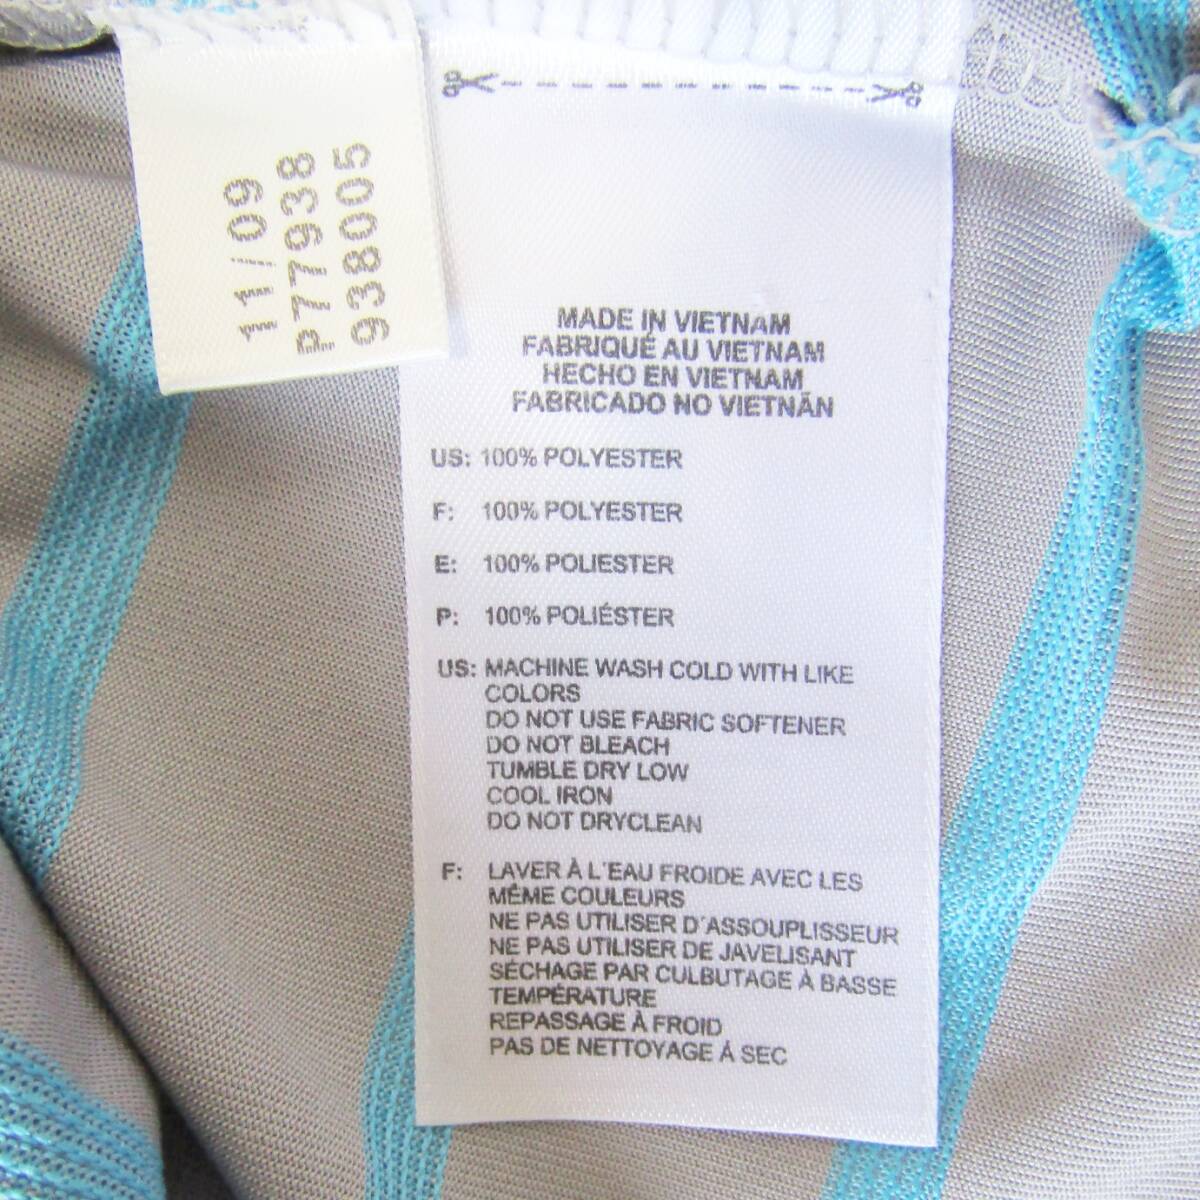 11/09
P77938
938005
MADE IN VIETNAM
FABRIQUÉ AU VIETNAM
HECHO EN VIETNAM
FABRICADO NO VIETNÃN
US: 100% POLYESTER
F: 100% POLYESTER
E: 100% POLIESTER
P: 100% POLIÉSTER
US: MACHINE WASH COLD WITH LIKE
COLORS
DO NOT USE FABRIC SOFTENER
DO NOT BLEACH
TUMBLE DRY LOW
COOL IRON
DO NOT DRYCLEAN
F: LAVER À L'EAU FROIDE AVEC LES
MÊME COULEURS
NE PAS UTILISER D'ASSOUPLISSEUR
NE PAS UTILISER DE JAVELISANT
SÉCHAGE PAR CULBUTAGE À BASSE
TEMPÉRATURE
REPASSAGE À FROID
PAS DE NETTOYAGE À SEC